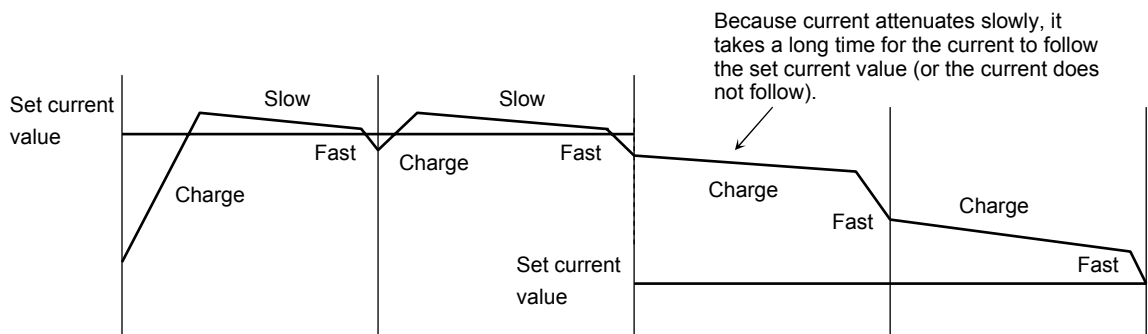 Because current attenuates slowly, it
takes a long time for the current to follow
the set current value (or the current does
not follow).
Set current
value
Slow
Slow
Fast
Charge
Fast
Charge
Charge
Fast
Charge
Fast
Set current
value